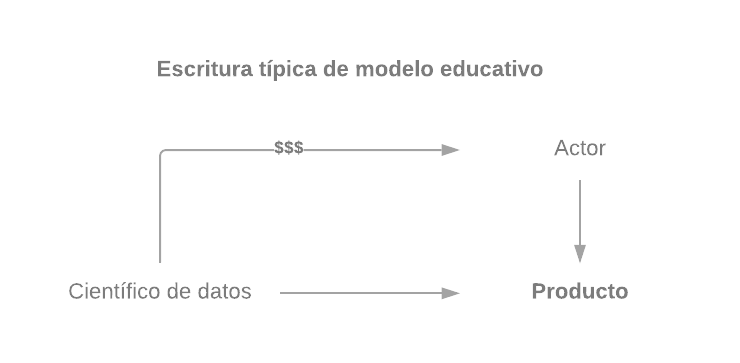 Escritura típica de modelo educativo
$$$
Actor
Científico de datos
Producto